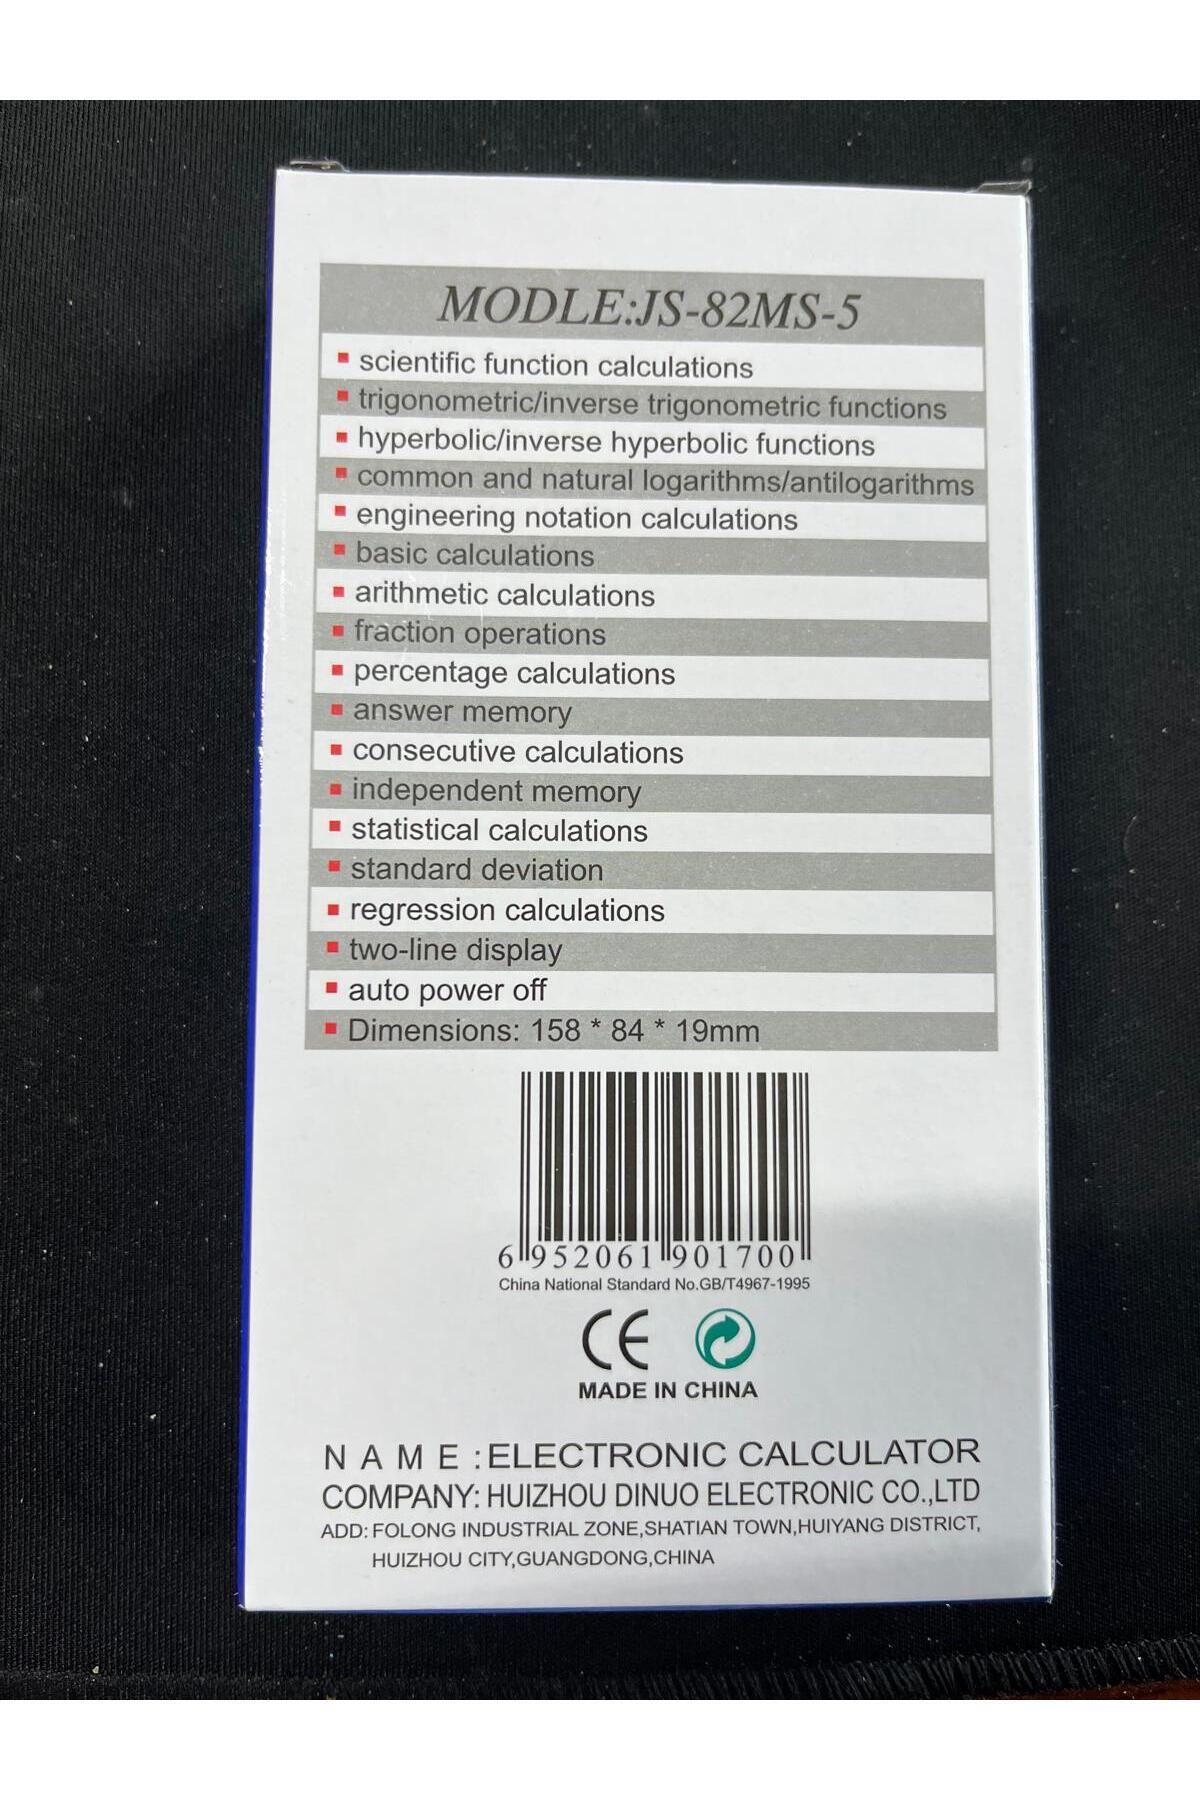 MODLE:JS-82MS-5
scientific function calculations
trigonometric/inverse trigonometric functions
hyperbolic/inverse hyperbolic functions
common and natural logarithms/antilogarithms
engineering notation calculations
basic calculations
arithmetic calculations
fraction operations
percentage calculations
answer memory
consecutive calculations
independent memory
statistical calculations
standard deviation
regression calculations
two-line display
auto power off
Dimensions: 158 * 84 * 19mm
6 952061 901700
China National Standard No.GB/T4967-1995
CE
MADE IN CHINA
N A M E :ELECTRONIC CALCULATOR
COMPANY: HUIZHOU DINUO ELECTRONIC CO.,LTD
ADD: FOLONG INDUSTRIAL ZONE,SHATIAN TOWN,HUIYANG DISTRICT,
HUIZHOU CITY,GUANGDONG,CHINA